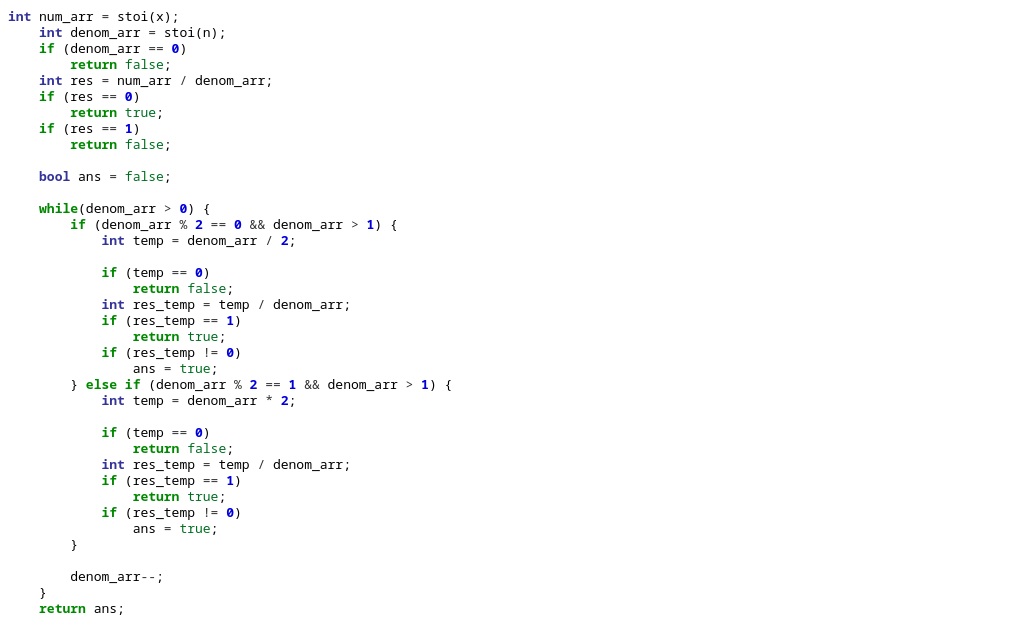 int num_arr = stoi(x);
    int denom_arr = stoi(n);
    if (denom_arr == 0)
        return false;
    int res = num_arr / denom_arr;
    if (res == 0)
        return true;
    if (res == 1)
        return false;

    bool ans = false;

    while(denom_arr > 0) {
        if (denom_arr % 2 == 0 && denom_arr > 1) {
            int temp = denom_arr / 2;

            if (temp == 0)
                return false;
            int res_temp = temp / denom_arr;
            if (res_temp == 1)
                return true;
            if (res_temp != 0)
                ans = true;
        } else if (denom_arr % 2 == 1 && denom_arr > 1) {
            int temp = denom_arr * 2;

            if (temp == 0)
                return false;
            int res_temp = temp / denom_arr;
            if (res_temp == 1)
                return true;
            if (res_temp != 0)
                ans = true;
        }

        denom_arr--;
    }
    return ans;